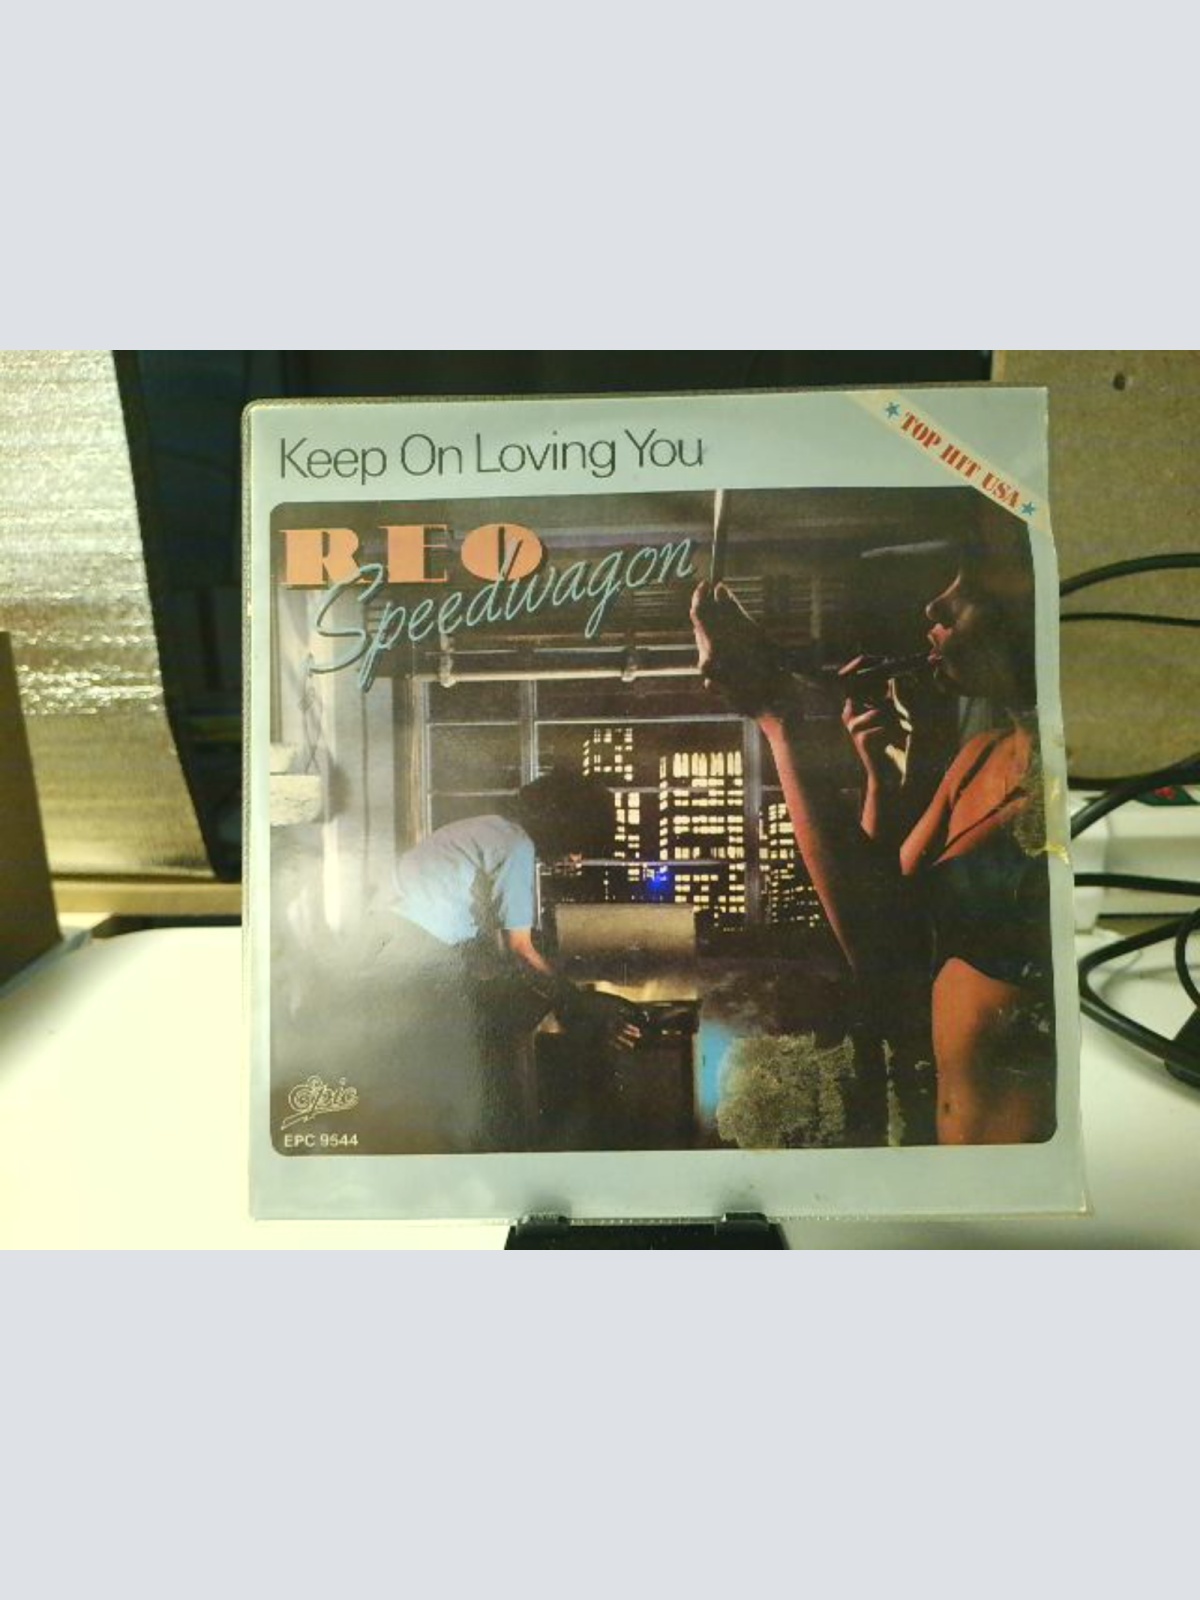 Keep On Loving You
★ TOP HIT USA ★
REO
Speedwagon
Epic
EPC 9544